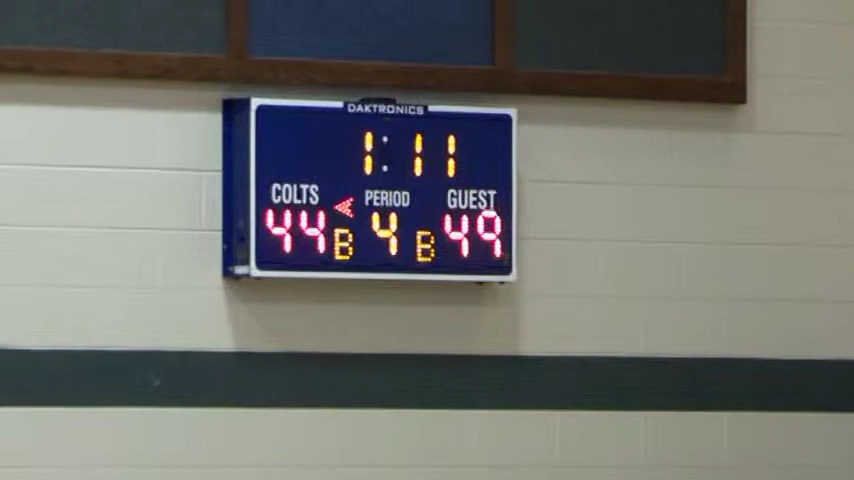 DAKTRONICS
1:11
COLTS PERIOD GUEST
44 B 4 B 49